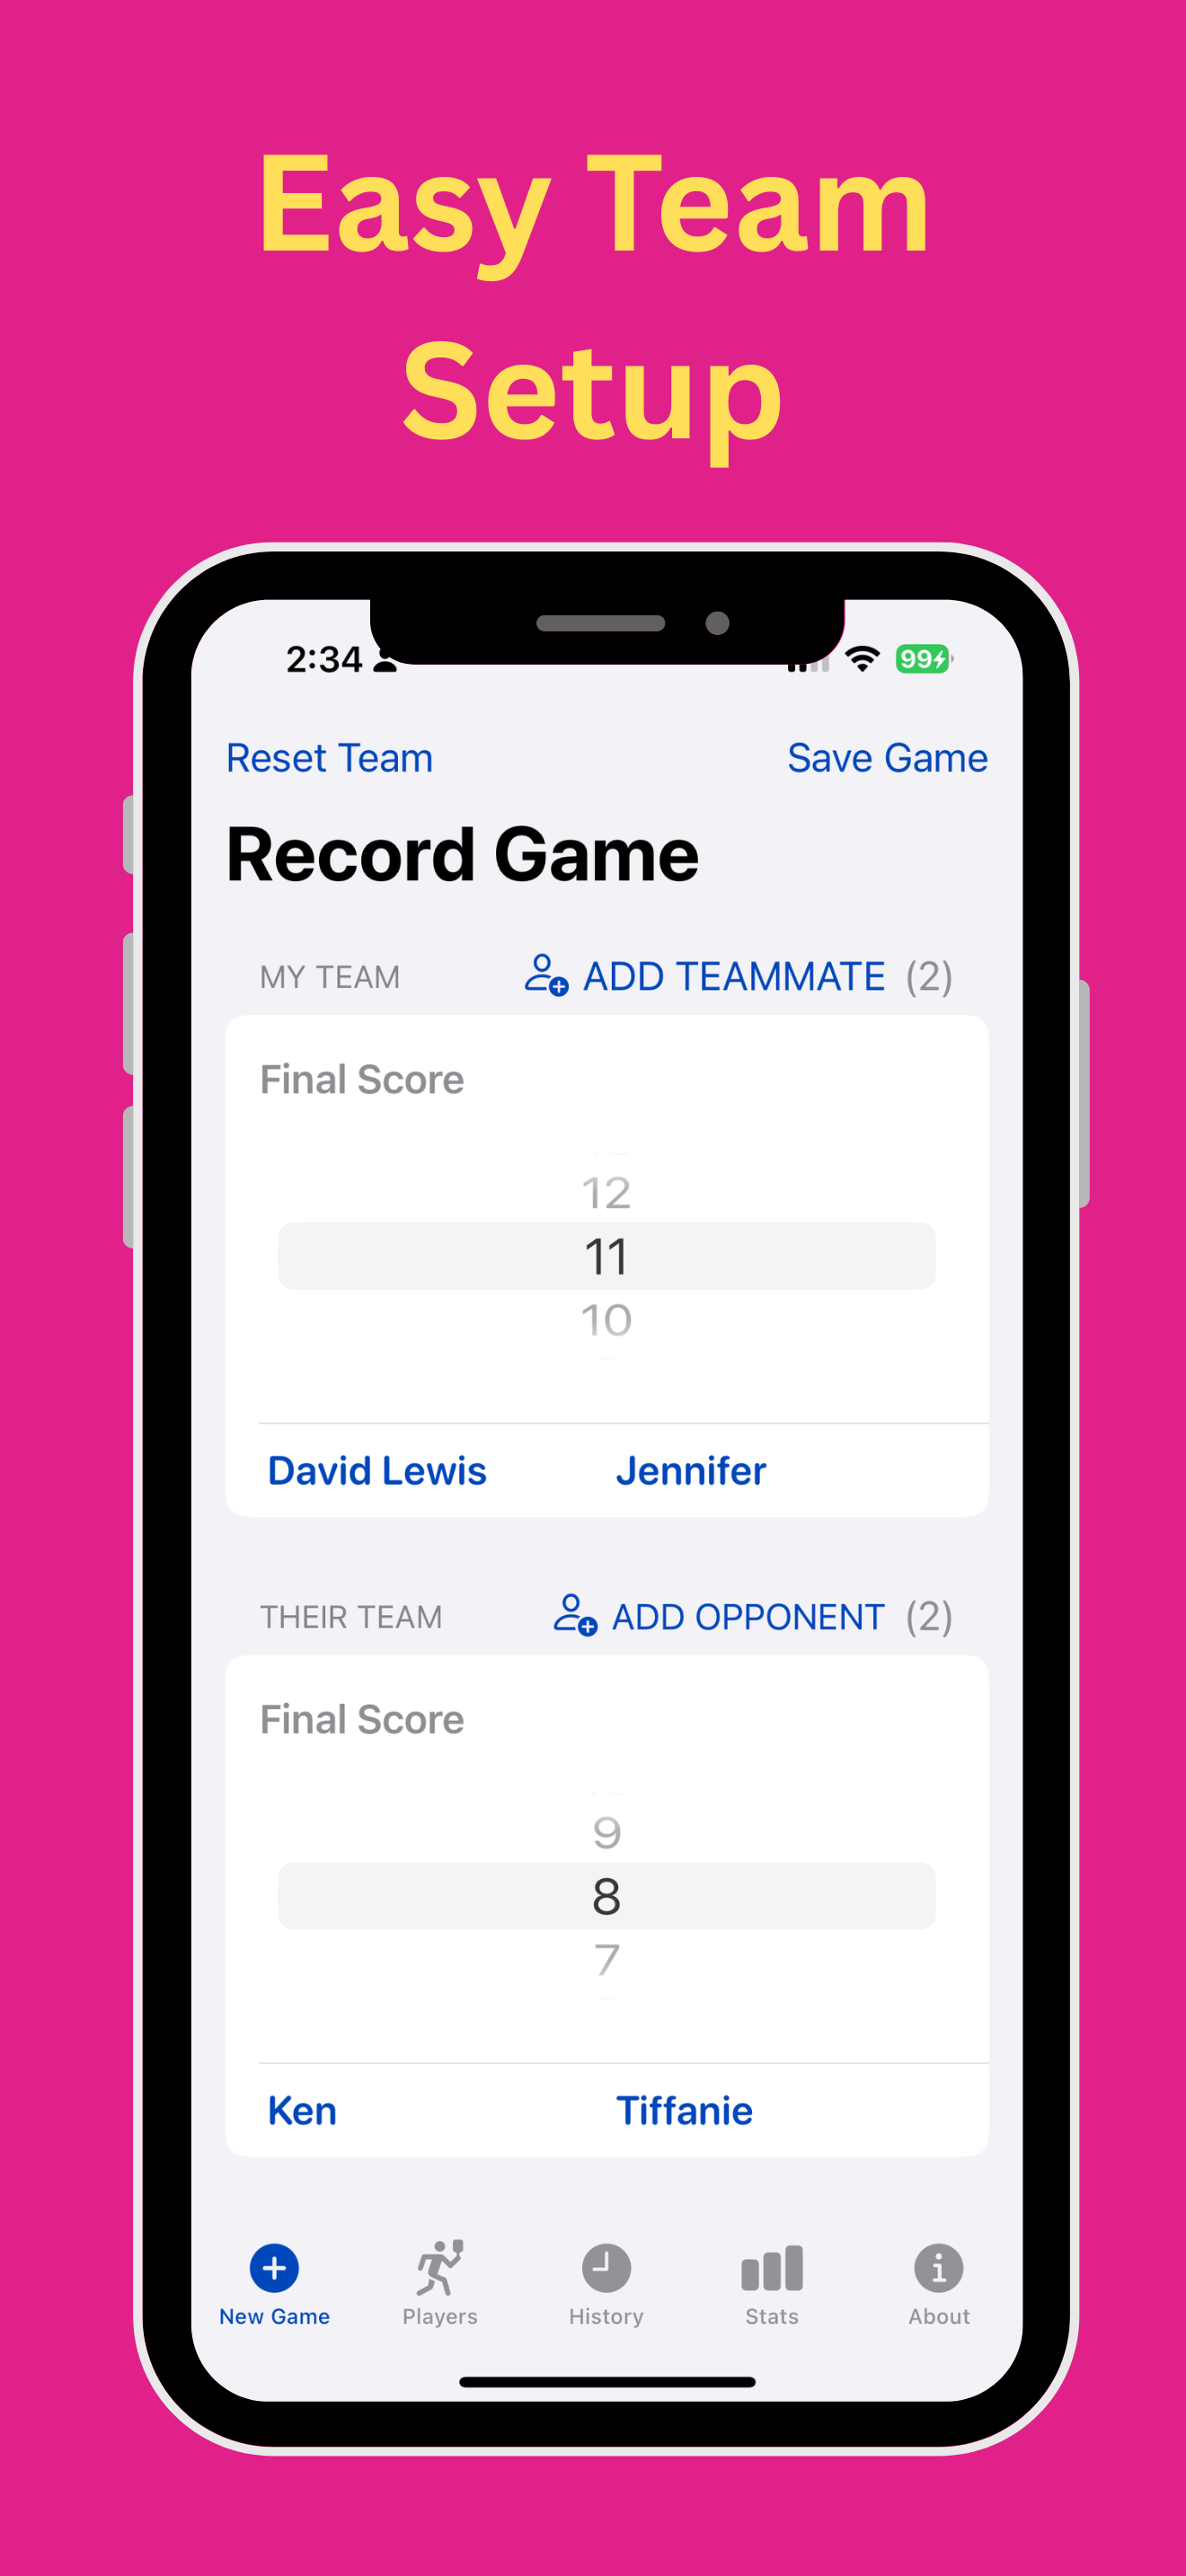 Easy Team
Setup
2:34
99
Reset Team
Save Game
Record Game
MY TEAM
ADD TEAMMATE (2)
Final Score
12
11
10
David Lewis
Jennifer
THEIR TEAM
ADD OPPONENT (2)
Final Score
9
8
7
Ken
Tiffanie
New Game
Players
History
Stats
About